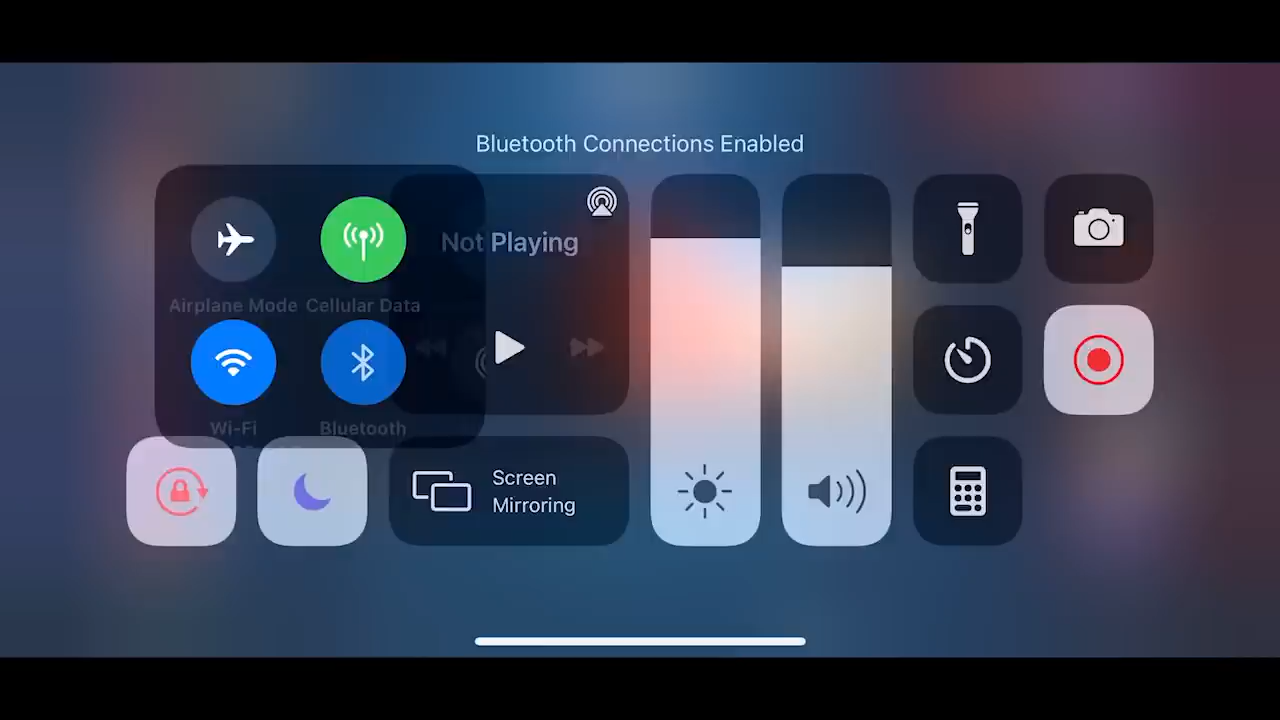 Bluetooth Connections Enabled
Not Playing
Airplane Mode
Cellular Data
Wi-Fi
Bluetooth
Screen
Mirroring